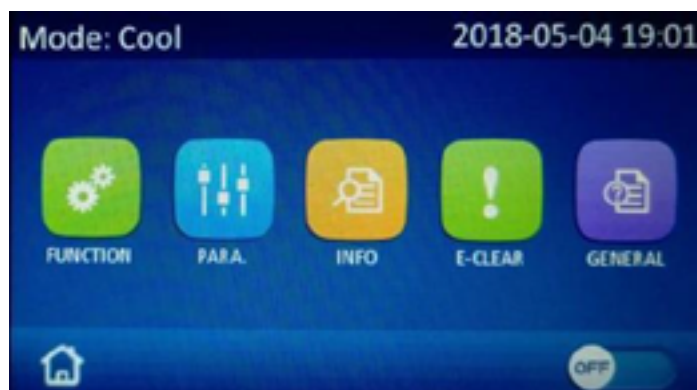 Mode: Cool 2018-05-04 19:01
FUNCTION PARA. INFO E-CLEAR GENERAL
OFF